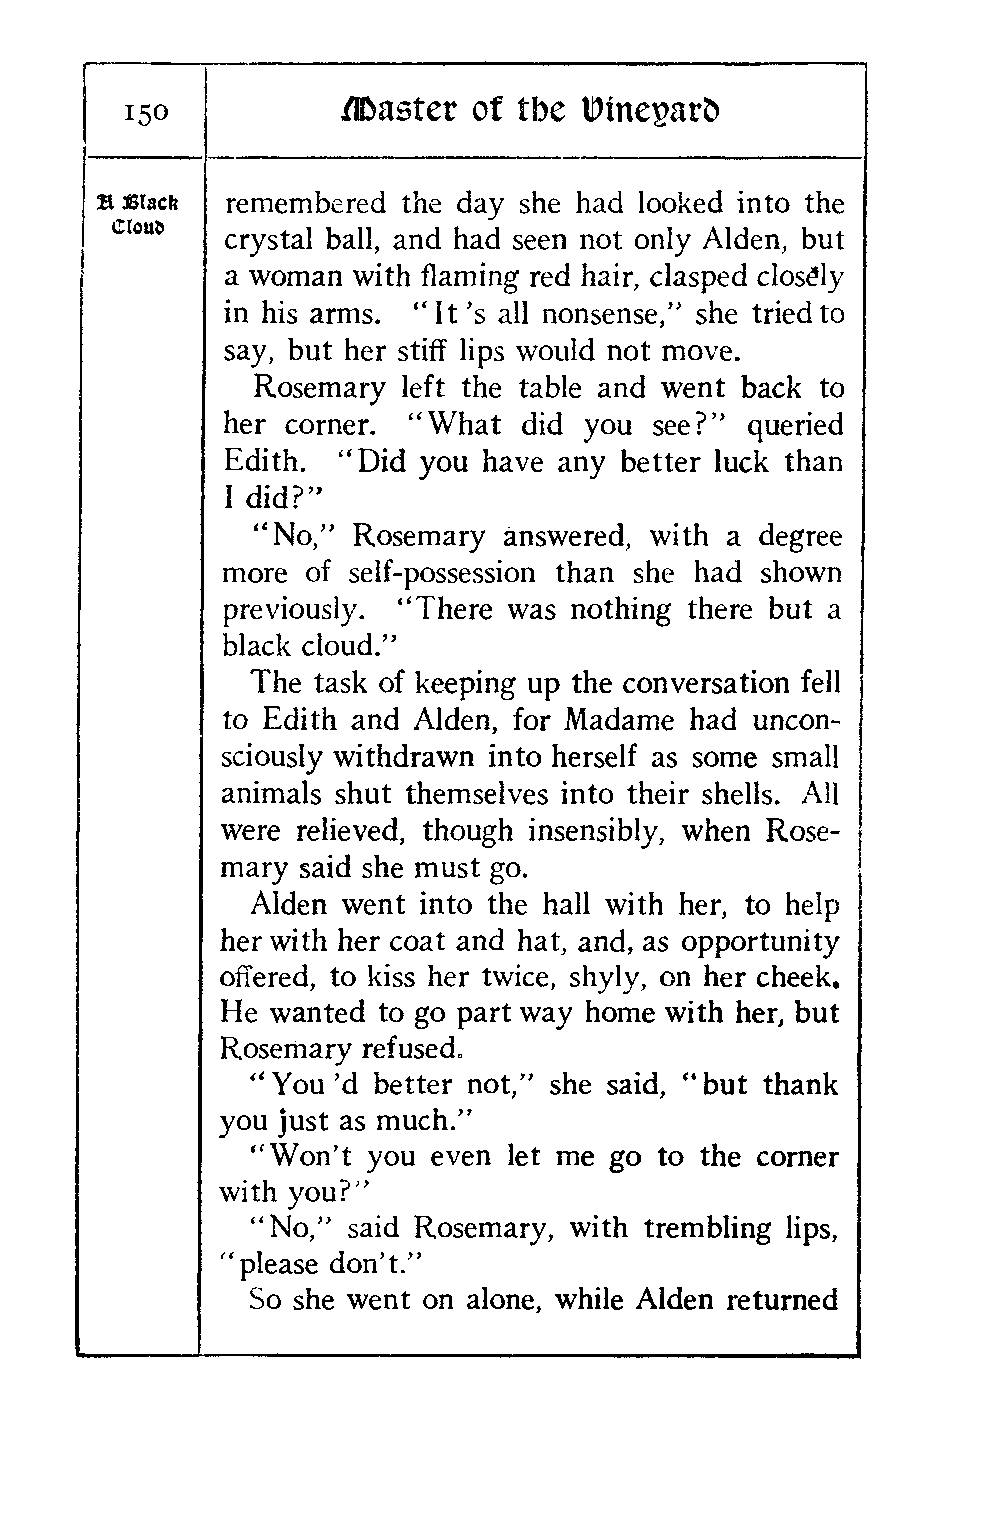 150
Master of the Vineyard
A Black
Cloud
remembered the day she had looked into the
crystal ball, and had seen not only Alden, but
a woman with flaming red hair, clasped closely
in his arms. "It 's all nonsense," she tried to
say, but her stiff lips would not move.
Rosemary left the table and went back to
her corner. "What did you see?" queried
Edith. "Did you have any better luck than
I did?"
"No," Rosemary answered, with a degree
more of self-possession than she had shown
previously. "There was nothing there but a
black cloud."
The task of keeping up the conversation fell
to Edith and Alden, for Madame had uncon-
sciously withdrawn into herself as some small
animals shut themselves into their shells. All
were relieved, though insensibly, when Rose-
mary said she must go.
Alden went into the hall with her, to help
her with her coat and hat, and, as opportunity
offered, to kiss her twice, shyly, on her cheek.
He wanted to go part way home with her, but
Rosemary refused.
"You 'd better not," she said, "but thank
you just as much."
"Won't you even let me go to the corner
with you?"
"No," said Rosemary, with trembling lips,
"please don't."
So she went on alone, while Alden returned